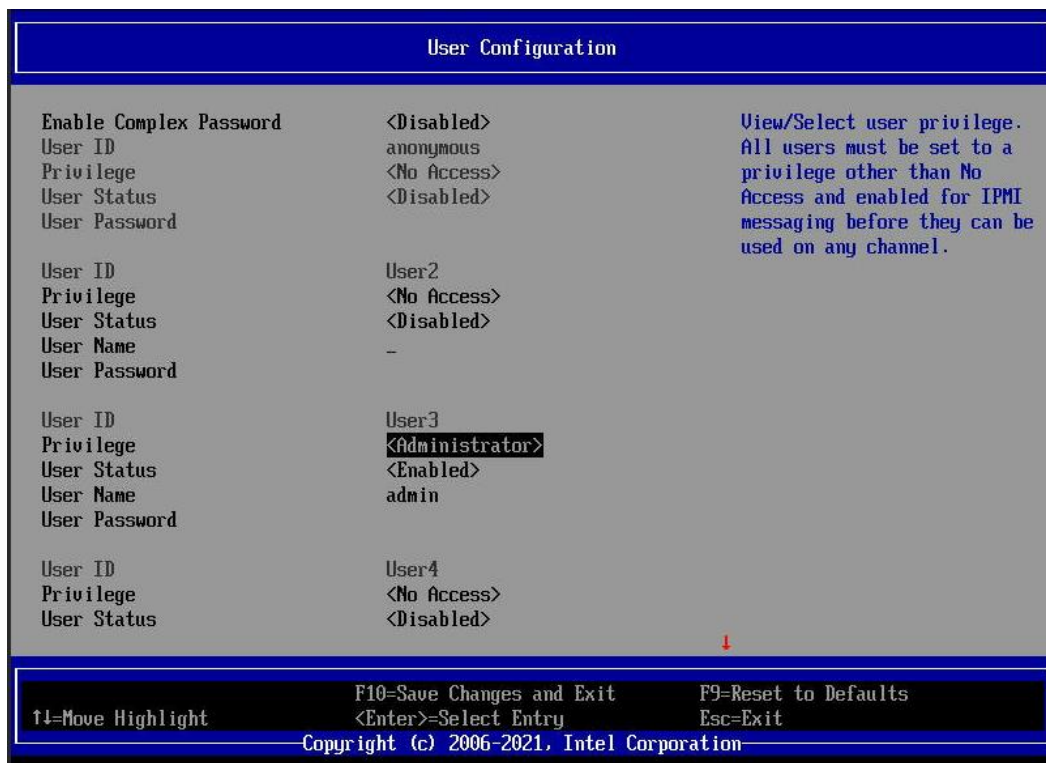 User Configuration
Enable Complex Password <Disabled>
User ID anonymous
Privilege <No Access>
User Status <Disabled>
User Password
User ID User2
Privilege <No Access>
User Status <Disabled>
User Name _
User Password
User ID User3
Privilege <Administrator>
User Status <Enabled>
User Name admin
User Password
User ID User4
Privilege <No Access>
User Status <Disabled>
View/Select user privilege.
All users must be set to a
privilege other than No
Access and enabled for IPMI
messaging before they can be
used on any channel.
↓
F10=Save Changes and Exit F9=Reset to Defaults
↑↓=Move Highlight <Enter>=Select Entry Esc=Exit
Copyright (c) 2006-2021, Intel Corporation